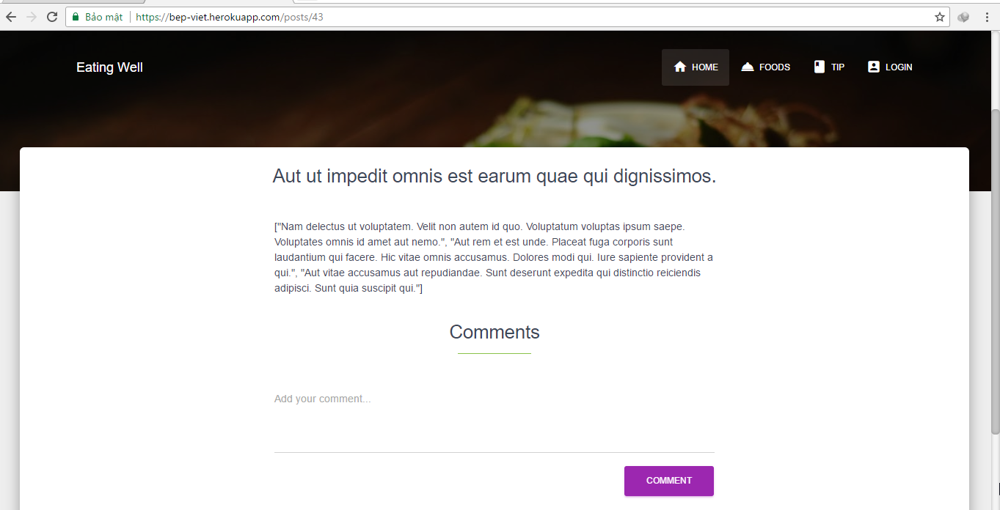 Bảo mật https://bep-viet.herokuapp.com/posts/43
Eating Well HOME FOODS TIP LOGIN
Aut ut impedit omnis est earum quae qui dignissimos.
["Nam delectus ut voluptatem. Velit non autem id quo. Voluptatum voluptas ipsum saepe.
Voluptates omnis id amet aut nemo.", "Aut rem et est unde. Placeat fuga corporis sunt
laudantium qui facere. Hic vitae omnis accusamus. Dolores modi qui. Iure sapiente provident a
qui.", "Aut vitae accusamus aut repudiandae. Sunt deserunt expedita qui distinctio reiciendis
adipisci. Sunt quia suscipit qui."]
Comments
Add your comment...
COMMENT